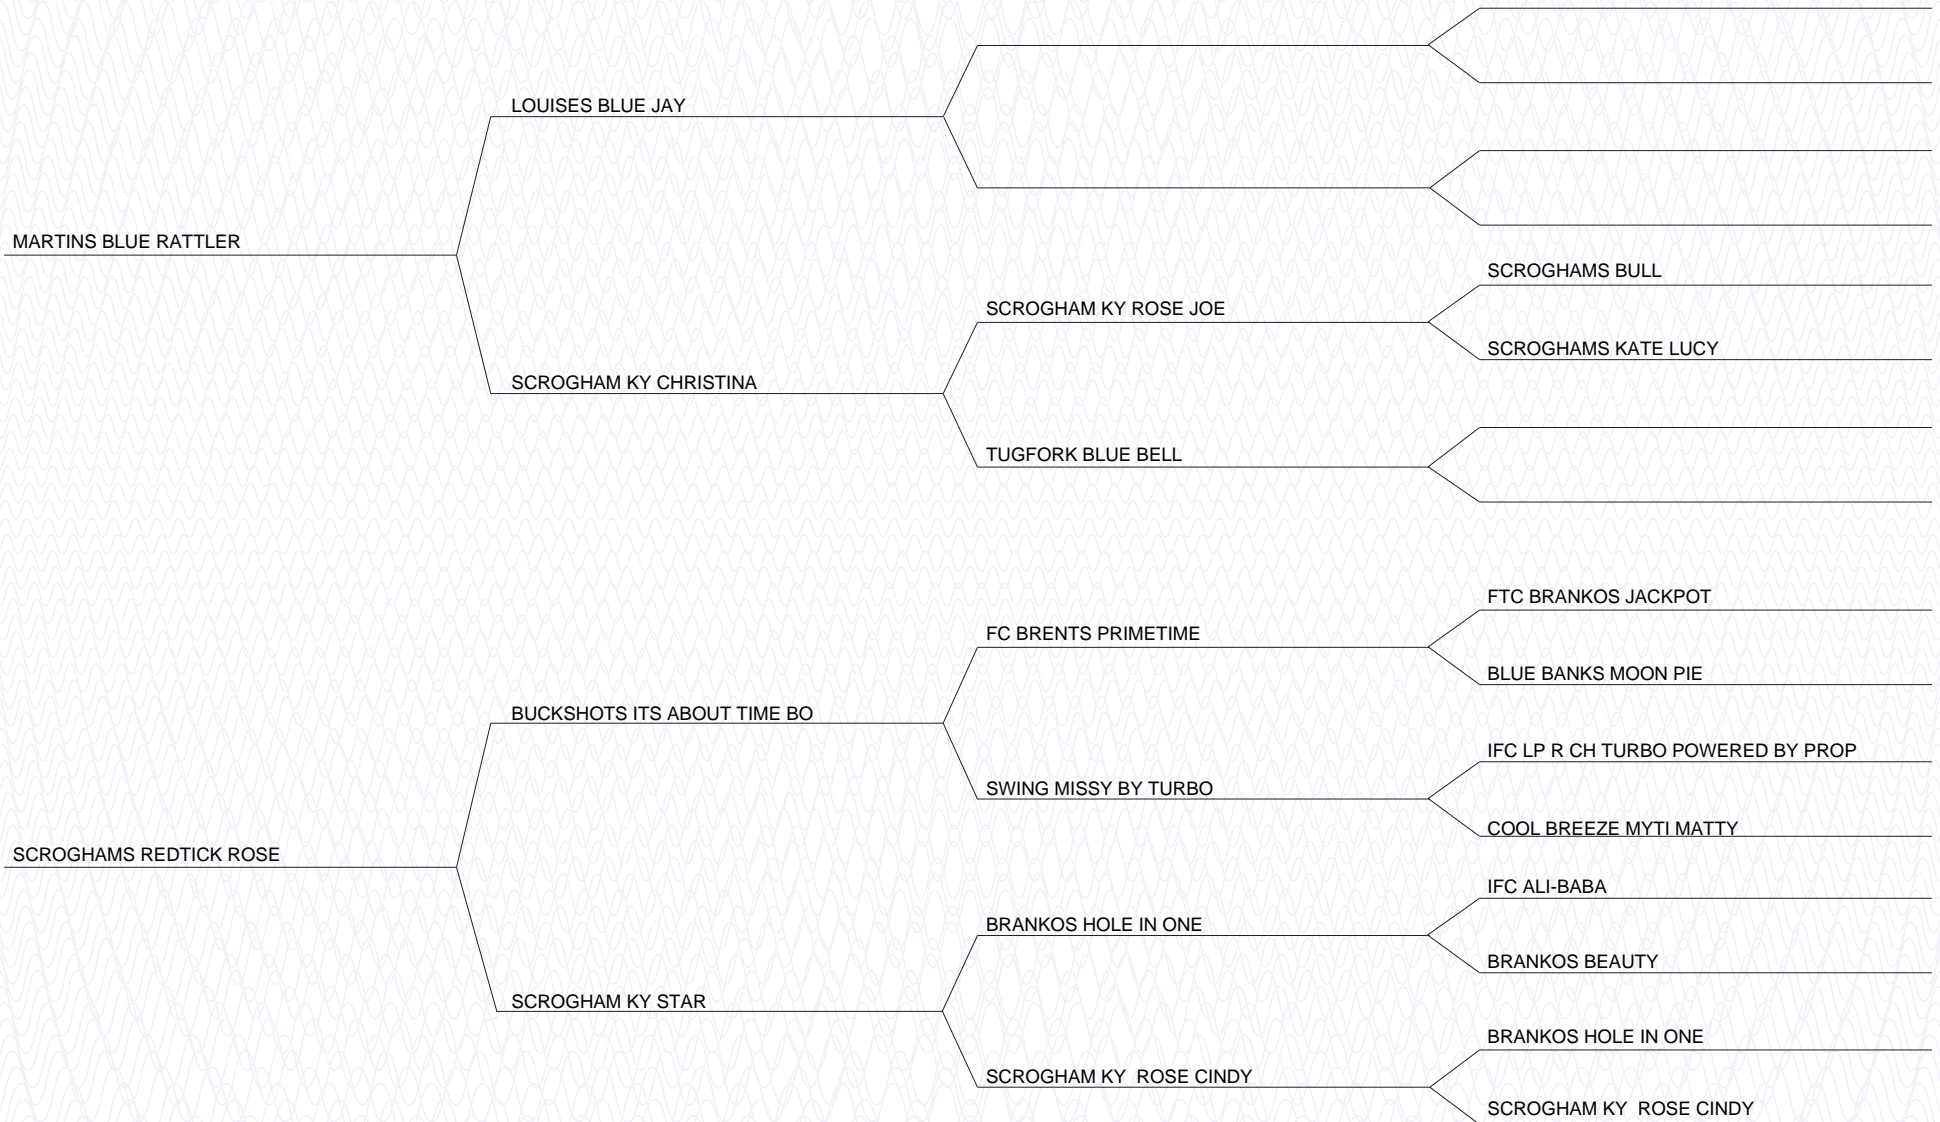 LOUISES BLUE JAY
MARTINS BLUE RATTLER
SCROGHAMS BULL
SCROGHAM KY ROSE JOE
SCROGHAMS KATE LUCY
SCROGHAM KY CHRISTINA
TUGFORK BLUE BELL
FTC BRANKOS JACKPOT
FC BRENTS PRIMETIME
BLUE BANKS MOON PIE
BUCKSHOTS ITS ABOUT TIME BO
IFC LP R CH TURBO POWERED BY PROP
SWING MISSY BY TURBO
COOL BREEZE MYTI MATTY
SCROGHAMS REDTICK ROSE
IFC ALI-BABA
BRANKOS HOLE IN ONE
BRANKOS BEAUTY
SCROGHAM KY STAR
BRANKOS HOLE IN ONE
SCROGHAM KY  ROSE CINDY
SCROGHAM KY  ROSE CINDY